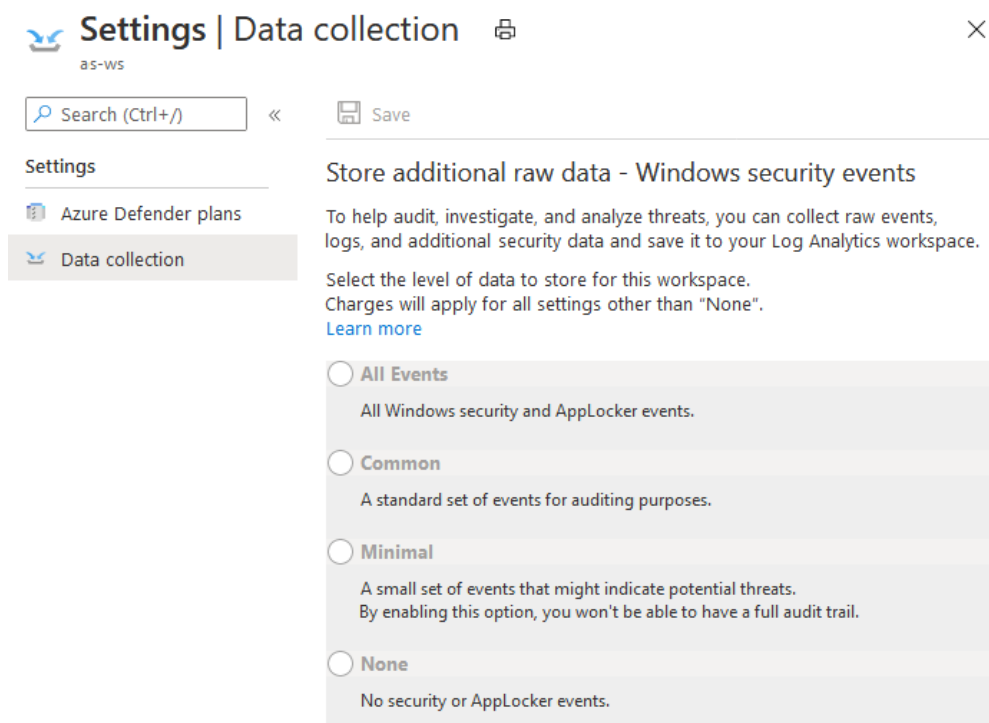 Settings | Data collection
as-ws
Search (Ctrl+/)
«
Save
Settings
Azure Defender plans
Data collection
Store additional raw data - Windows security events
To help audit, investigate, and analyze threats, you can collect raw events,
logs, and additional security data and save it to your Log Analytics workspace.
Select the level of data to store for this workspace.
Charges will apply for all settings other than “None”.
Learn more
All Events
All Windows security and AppLocker events.
Common
A standard set of events for auditing purposes.
Minimal
A small set of events that might indicate potential threats.
By enabling this option, you won't be able to have a full audit trail.
None
No security or AppLocker events.